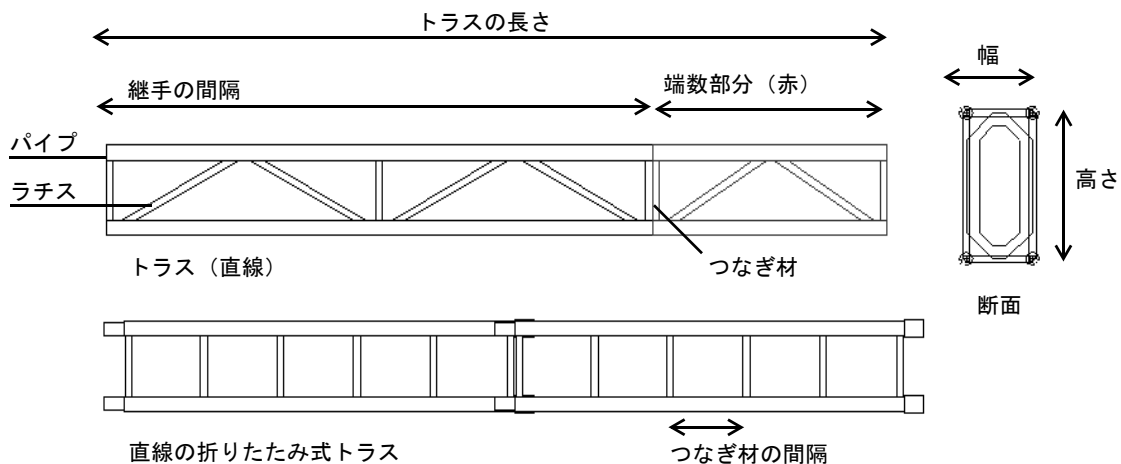 トラスの長さ
幅
継手の間隔
端数部分（赤）
パイプ
ラチス
高さ
トラス（直線）
つなぎ材
断面
直線の折りたたみ式トラス
つなぎ材の間隔